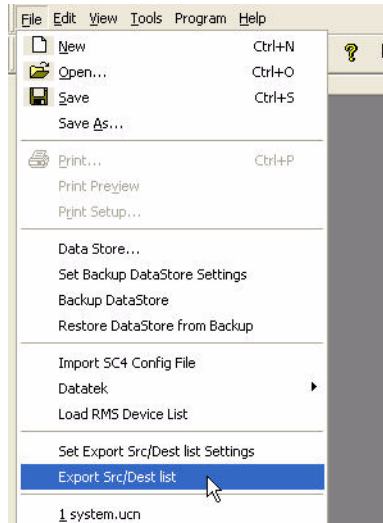 File Edit View Tools Program Help
New Ctrl+N
Open... Ctrl+O
Save Ctrl+S
Save As...
Print... Ctrl+P
Print Preview
Print Setup...
Data Store...
Set Backup DataStore Settings
Backup DataStore
Restore DataStore from Backup
Import SC4 Config File
Datatek
Load RMS Device List
Set Export Src/Dest list Settings
Export Src/Dest list
1 system.ucn